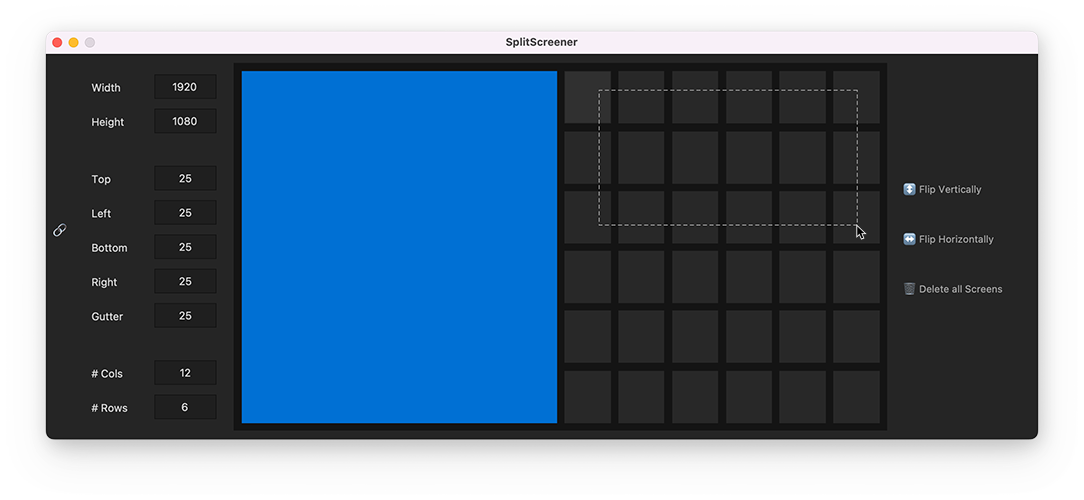 SplitScreener
Width 1920
Height 1080
Top 25
Left 25
Bottom 25
Right 25
Gutter 25
# Cols 12
# Rows 6
Flip Vertically
Flip Horizontally
Delete all Screens